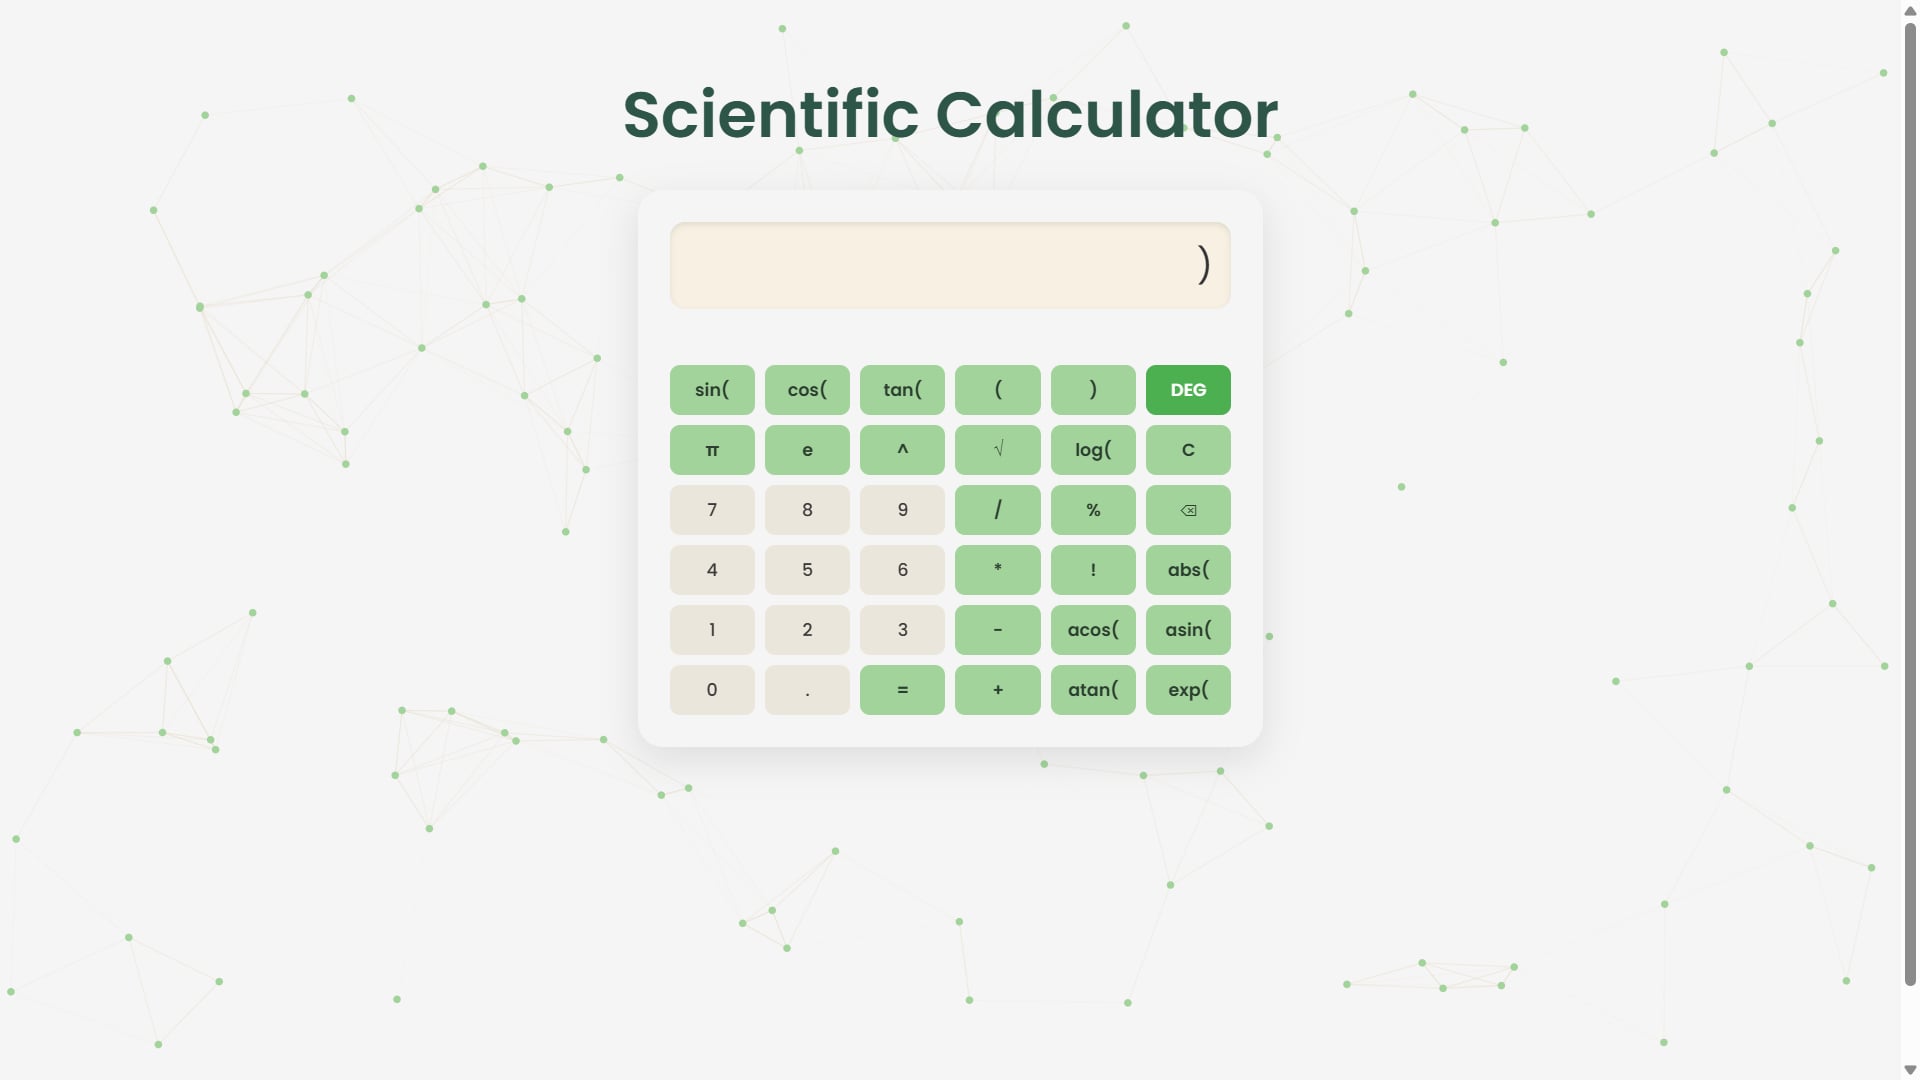 Scientific Calculator
)
sin( cos( tan( ( ) DEG
π e ^ √ log( C
7 8 9 / % ⌫
4 5 6 * ! abs(
1 2 3 - acos( asin(
0 . = + atan( exp(